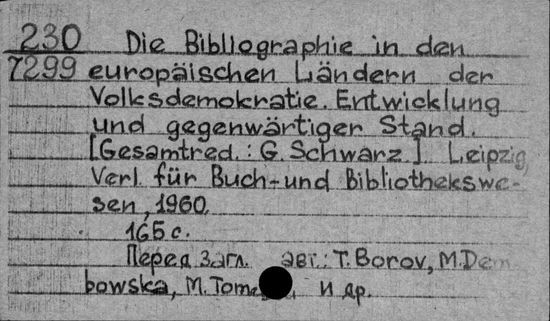 230 Die Bibliographie in den
7299 europäischen Ländern der
Volksdemokratie. Entwicklung
und gegenwärtiger Stand.
[Gesamtred.: G. Schwarz.] Leipzig,
Verl. für Buch- und Bibliothekswe-
sen, 1960.
165 с.
Перед загл. авт.: T. Borov, M. Dem
bowska, M. и др.